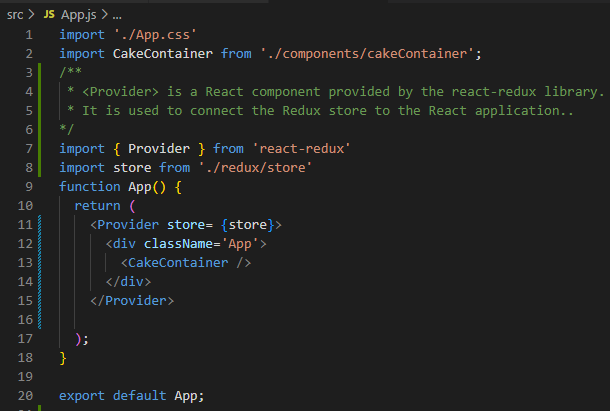 src > JS App.js > ...
1 import './App.css'
2 import CakeContainer from './components/cakeContainer';
3 /**
4  * <Provider> is a React component provided by the react-redux library.
5  * It is used to connect the Redux store to the React application..
6 */
7 import { Provider } from 'react-redux'
8 import store from './redux/store'
9 function App() {
10   return (
11     <Provider store= {store}>
12       <div className='App'>
13         <CakeContainer />
14       </div>
15     </Provider>
16
17   );
18 }
19
20 export default App;